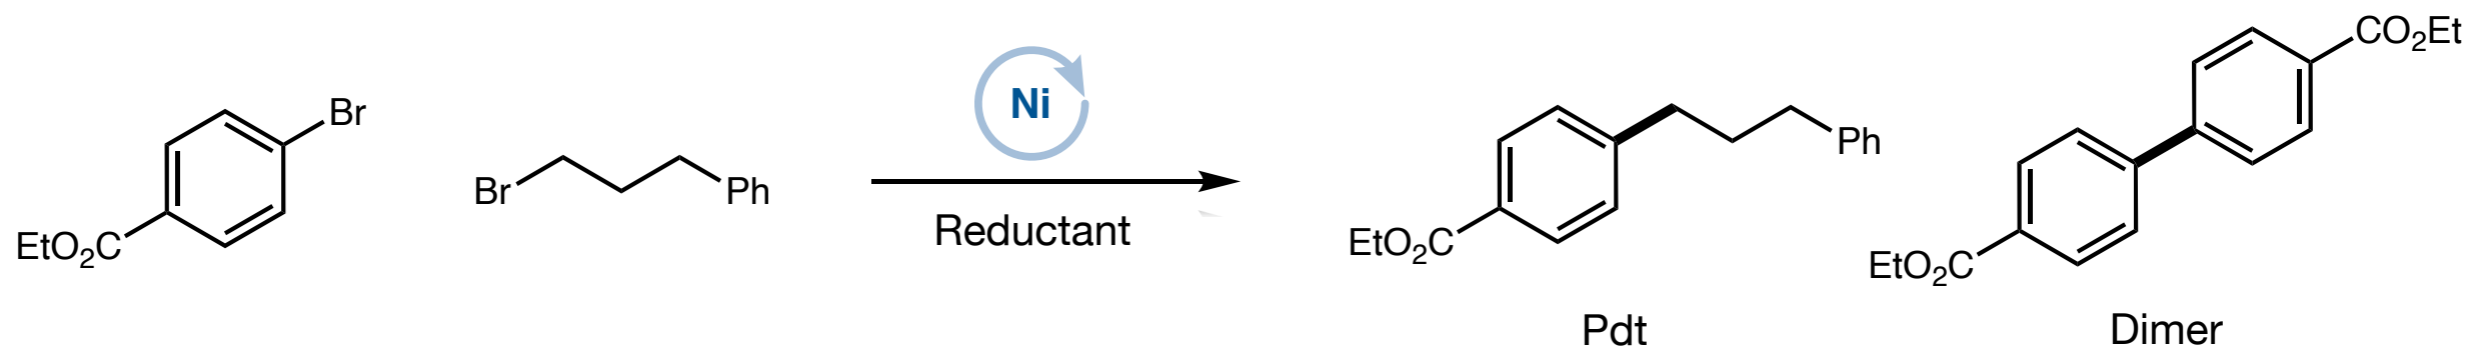 Br
EtO₂C
Br
Ph
Ni
Reductant
Ph
EtO₂C
Pdt
CO₂Et
EtO₂C
Dimer